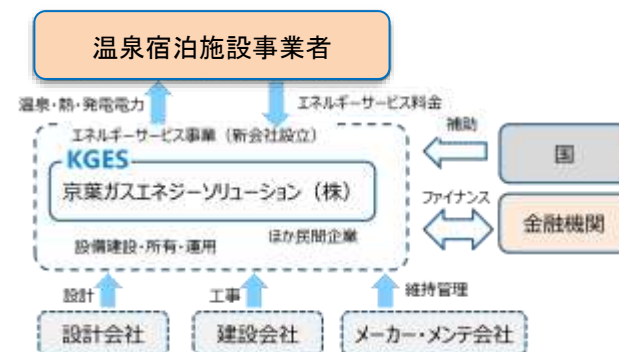 温泉宿泊施設事業者
温泉・熱・発電電力
エネルギーサービス料金
エネルギーサービス事業（新会社設立）
補助
国
KGES
京葉ガスエネジーソリューション（株）
ファイナンス
金融機関
ほか民間企業
設備建設・所有・運用
設計
工事
維持管理
設計会社
建設会社
メーカー・メンテ会社